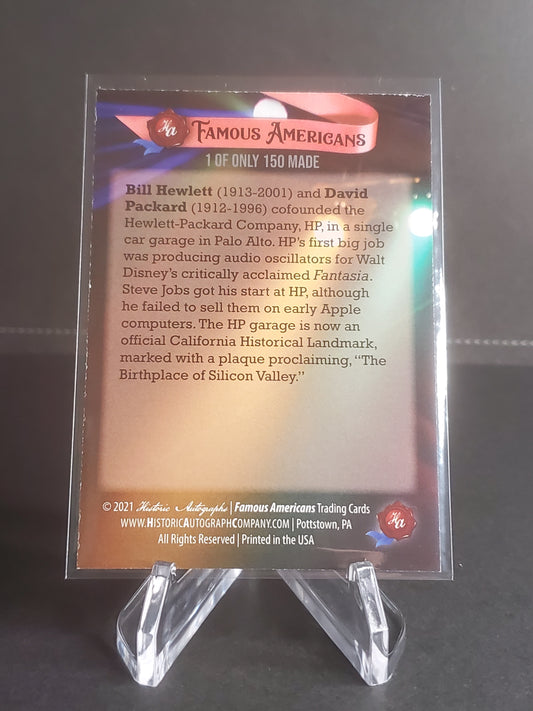 Ha
FAMOUS AMERICANS
1 OF ONLY 150 MADE
Bill Hewlett (1913-2001) and David
Packard (1912-1996) cofounded the
Hewlett-Packard Company, HP, in a single
car garage in Palo Alto. HP's first big job
was producing audio oscillators for Walt
Disney's critically acclaimed Fantasia.
Steve Jobs got his start at HP, although
he failed to sell them on early Apple
computers. The HP garage is now an
official California Historical Landmark,
marked with a plaque proclaiming, “The
Birthplace of Silicon Valley.”
© 2021 Historic Autographs | Famous Americans Trading Cards
WWW.HISTORICAUTOGRAPHCOMPANY.COM | Pottstown, PA
All Rights Reserved | Printed in the USA
Ha